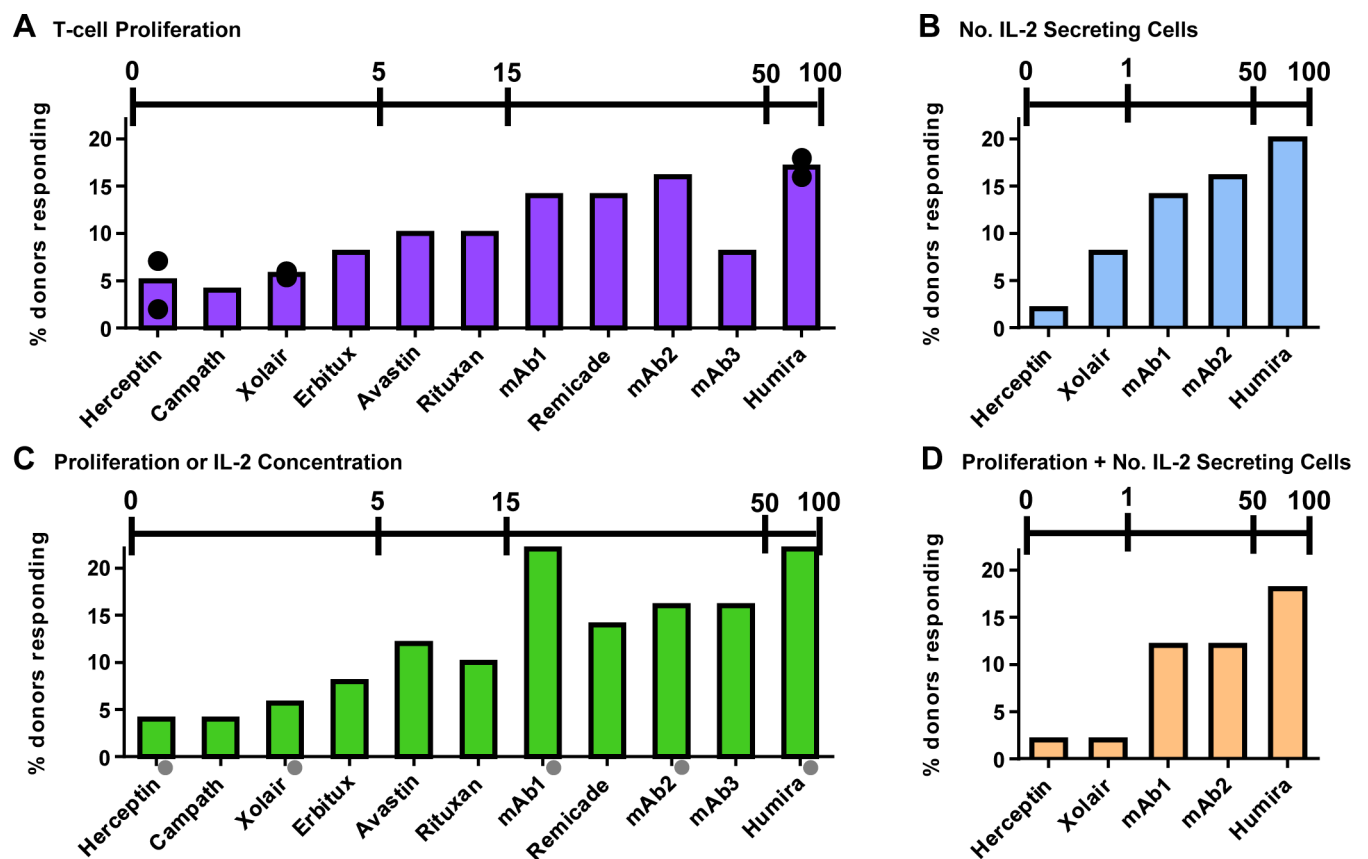 A T-cell Proliferation
0 5 15 50 100
% donors responding
20
15
10
5
0
Herceptin
Campath
Xolair
Erbitux
Avastin
Rituxan
mAb1
Remicade
mAb2
mAb3
Humira
B No. IL-2 Secreting Cells
0 1 50 100
% donors responding
20
15
10
5
0
Herceptin
Xolair
mAb1
mAb2
Humira
C Proliferation or IL-2 Concentration
0 5 15 50 100
% donors responding
20
15
10
5
0
Herceptin
Campath
Xolair
Erbitux
Avastin
Rituxan
mAb1
Remicade
mAb2
mAb3
Humira
D Proliferation + No. IL-2 Secreting Cells
0 1 50 100
% donors responding
20
15
10
5
0
Herceptin
Xolair
mAb1
mAb2
Humira